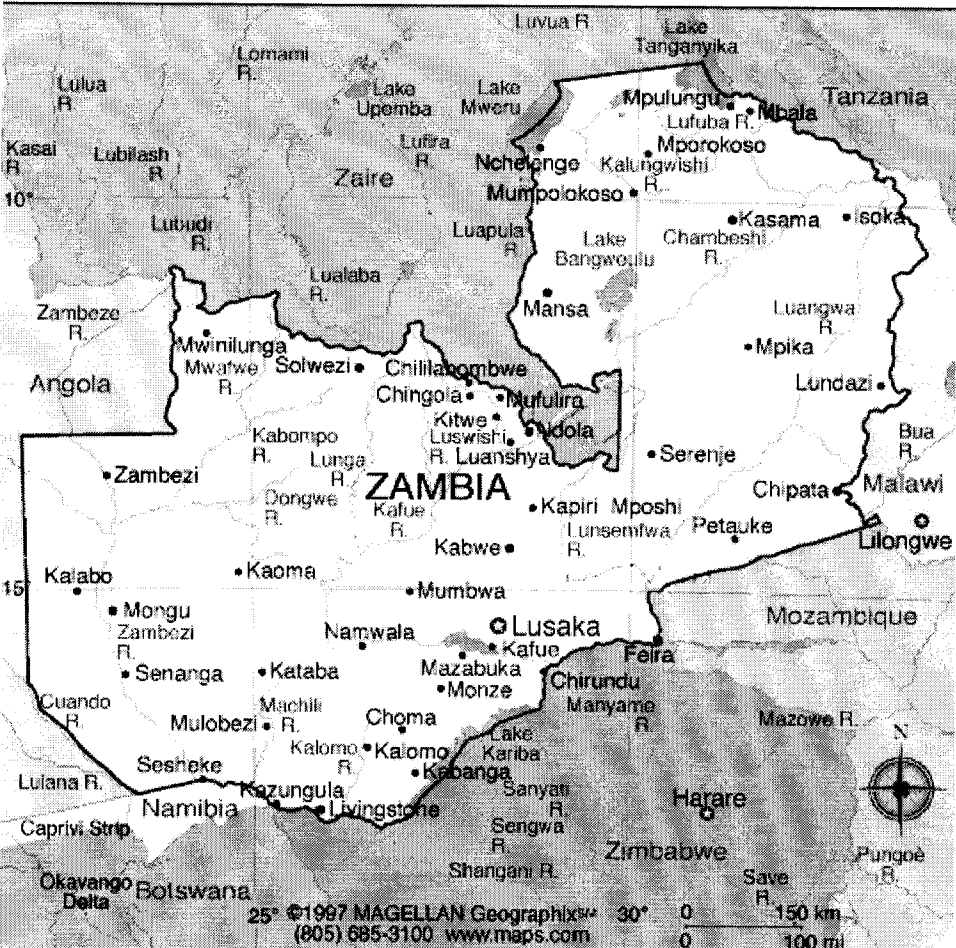 Luvua R.
Lake
Tanganyika
Lomami
R.
Lulua
R
Lake
Upemba
Lake
Mweru
Mpulungu
Mbala
Tanzania
Lufuba R.
Kasai
R
Lubilash
R
Lufira
R.
Zaire
Nchelenge
Mporokoso
Kalungwishi
R.
Mumpolokoso
10°
Lubudi
R.
Luapula
R
Kasama
Isoka
Lake
Bangwoulu
Chambeshi
R.
Lualaba
R.
Mansa
Luangwa
R.
Zambeze
R.
Mwinilunga
Mwafwe
R.
Solwezi
Mpika
Angola
Cnililabombwe
Chingola
Nufulira
Lundazi
Kitwe
Ndola
Luswishi
R.
Luanshya
Kabompo
R.
Lunga
R.
Bua
R.
Zambezi
Serenje
ZAMBIA
Chipata
Malawi
Dongwe
R.
Kafue
R.
Kapiri Mposhi
Lunsemfwa
R.
Petauke
Kabwe
Lilongwe
15°
Kalabo
Kaoma
Mumbwa
Mongu
Zambezi
R.
Mozambique
Namwala
Lusaka
Kafue
Feira
Senanga
Kataba
Mazabuka
Monze
Chirundu
Cuando
R.
Mulobezi
Machili
R.
Choma
Manyame
R.
Mazowe R.
N
Kalomo
R.
Kalomo
Lake
Kariba
Luiana R.
Sesheke
Kabanga
Kazungula
Livingstone
Sanyati
R.
Harare
Namibia
Caprivi Strip
Sengwa
R.
Zimbabwe
Pungoè
R.
Shangani R.
Save
R.
Okavango
Delta
Botswana
25° ©1997 MAGELLAN Geographix℠ 30° 0 150 km
(805) 685-3100 www.maps.com 0 100 mi